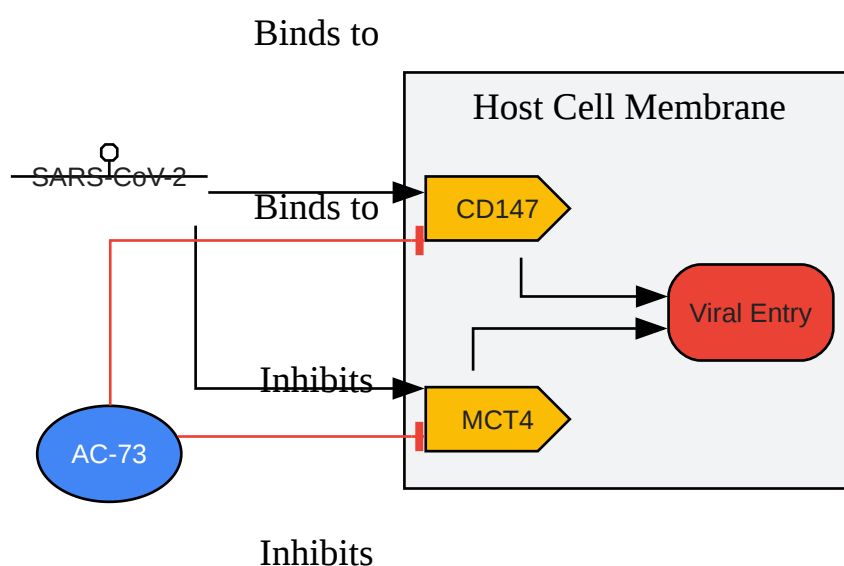 Binds to
Host Cell Membrane
SARS-CoV-2
Binds to
CD147
Viral Entry
Inhibits
MCT4
AC-73
Inhibits